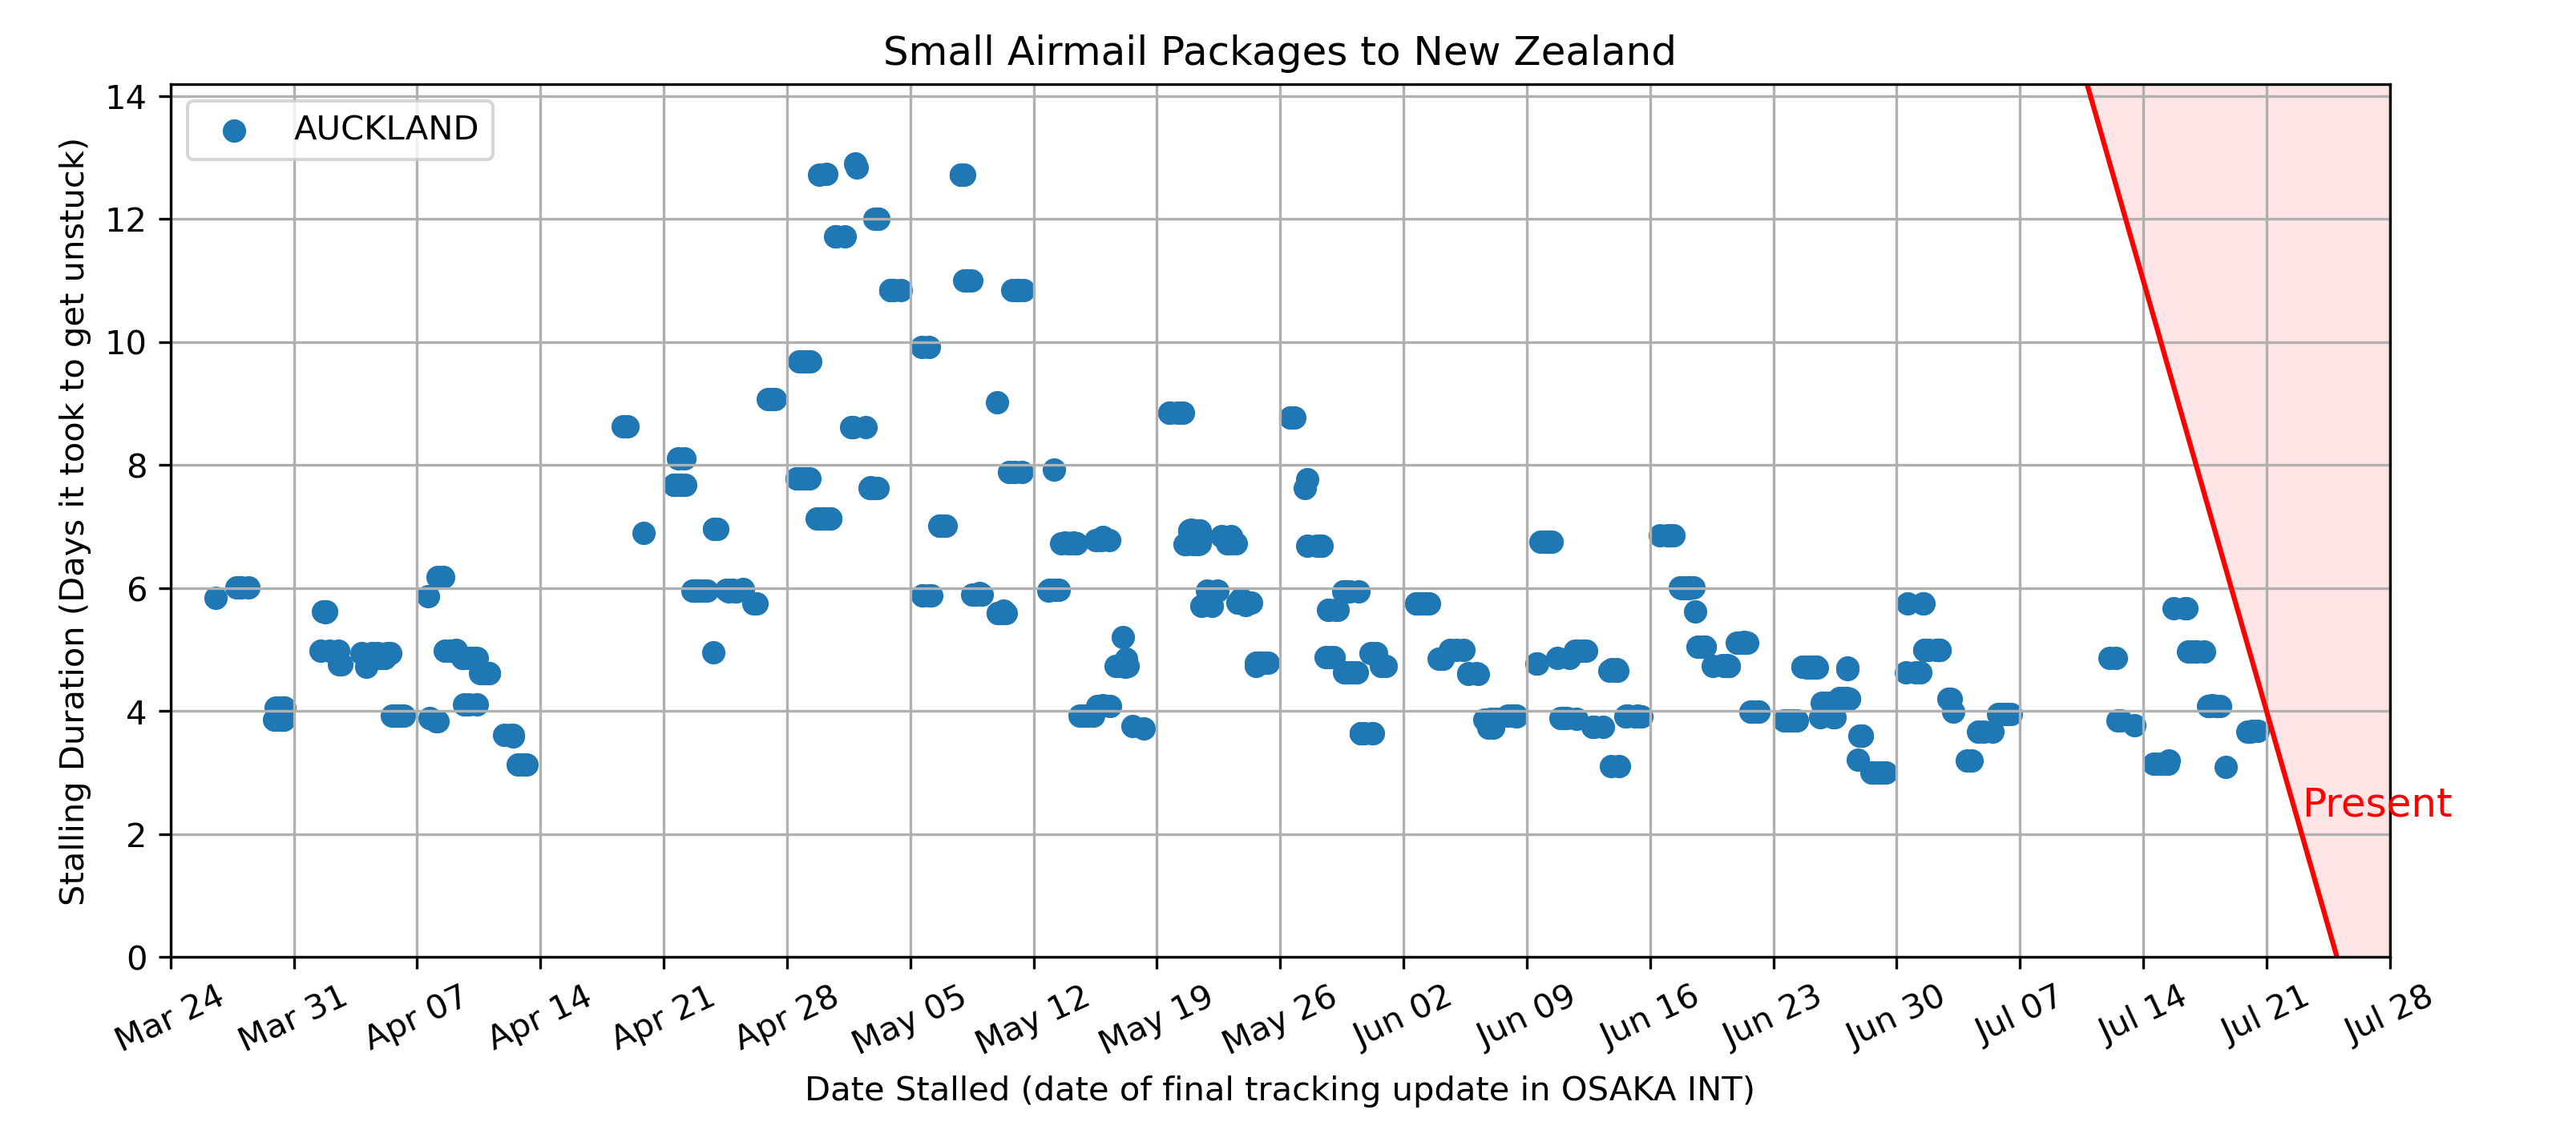 Small Airmail Packages to New Zealand
AUCKLAND
Stalling Duration (Days it took to get unstuck)
14
12
10
8
6
4
2
0
Present
Mar 24 Mar 31 Apr 07 Apr 14 Apr 21 Apr 28 May 05 May 12 May 19 May 26 Jun 02 Jun 09 Jun 16 Jun 23 Jun 30 Jul 07 Jul 14 Jul 21 Jul 28
Date Stalled (date of final tracking update in OSAKA INT)